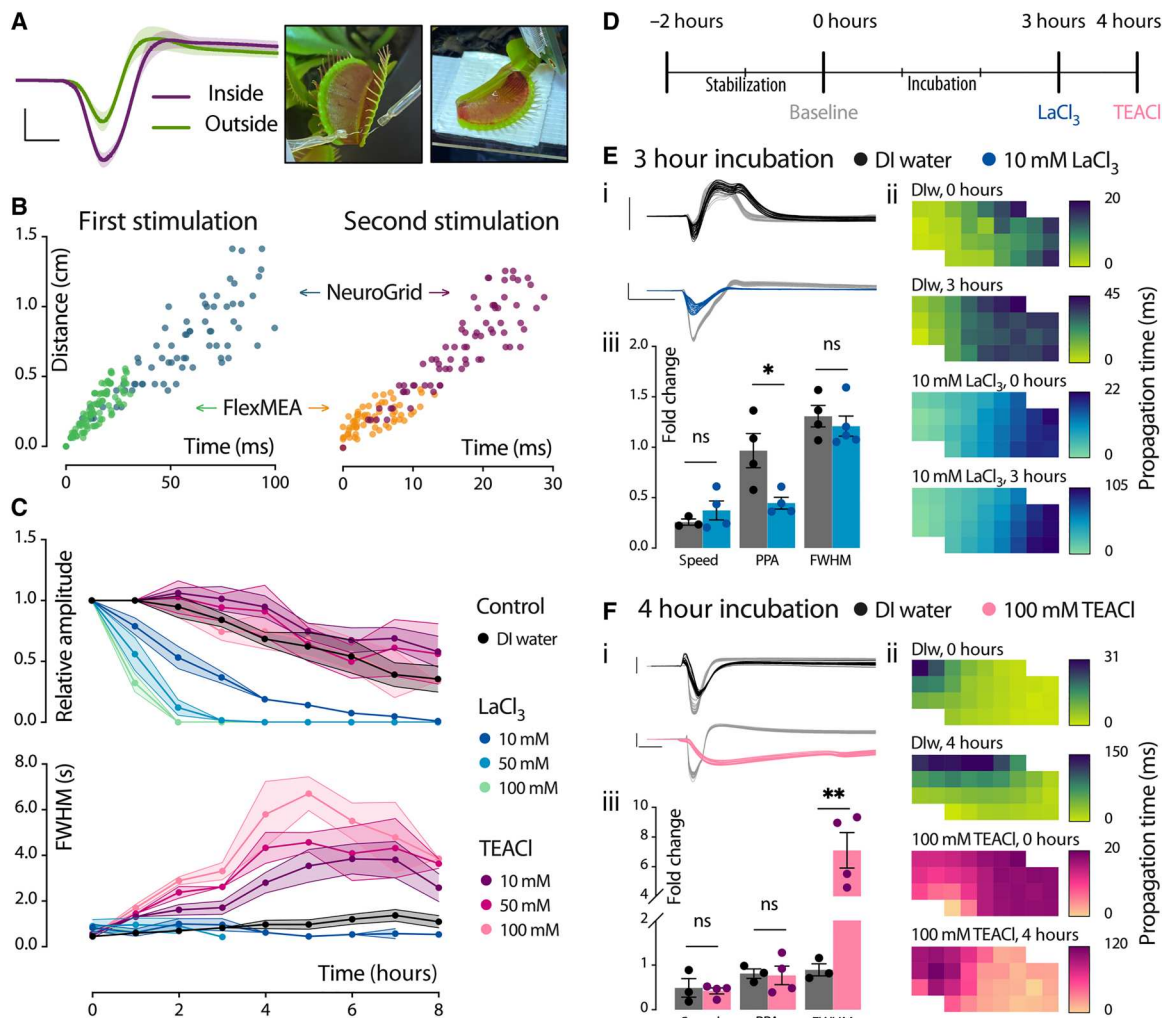 A
Inside
Outside
B
First stimulation
Second stimulation
1.5
1.0
0.5
0.0
Distance (cm)
NeuroGrid
FlexMEA
Time (ms)
Time (ms)
0
50
100
0
10
20
30
C
1.5
1.0
0.5
0.0
Relative amplitude
Control
DI water
LaCl3
10 mM
50 mM
100 mM
8.0
6.0
4.0
2.0
0.0
FWHM (s)
TEACl
10 mM
50 mM
100 mM
Time (hours)
0
2
4
6
8
D
–2 hours
0 hours
3 hours
4 hours
Stabilization
Incubation
Baseline
LaCl3
TEACl
E
3 hour incubation
DI water
10 mM LaCl3
i
ii
DIw, 0 hours
20
0
DIw, 3 hours
45
0
10 mM LaCl3, 0 hours
22
0
10 mM LaCl3, 3 hours
105
0
Propagation time (ms)
iii
2.0
1.5
1.0
0.5
0.0
Fold change
ns
*
ns
Speed
PPA
FWHM
F
4 hour incubation
DI water
100 mM TEACl
i
ii
DIw, 0 hours
31
0
DIw, 4 hours
150
0
100 mM TEACl, 0 hours
20
0
100 mM TEACl, 4 hours
120
0
Propagation time (ms)
iii
10
8
6
4
2
1
0
Fold change
ns
ns
**